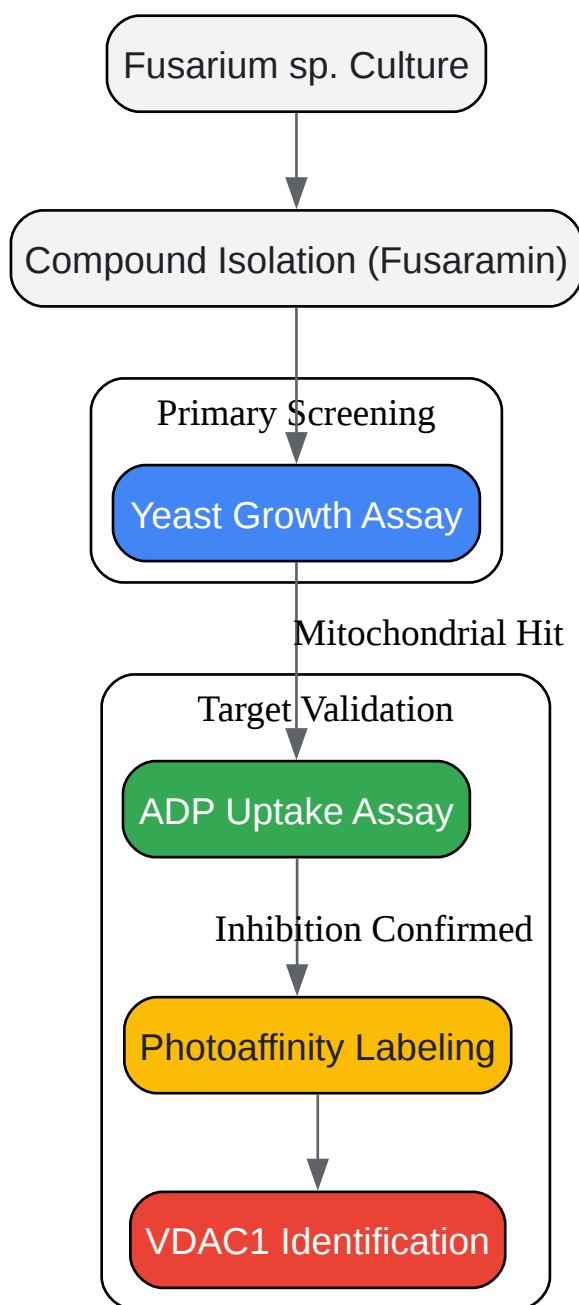 Fusarium sp. Culture
Compound Isolation (Fusaramin)
Primary Screening
Yeast Growth Assay
Mitochondrial Hit
Target Validation
ADP Uptake Assay
Inhibition Confirmed
Photoaffinity Labeling
VDAC1 Identification